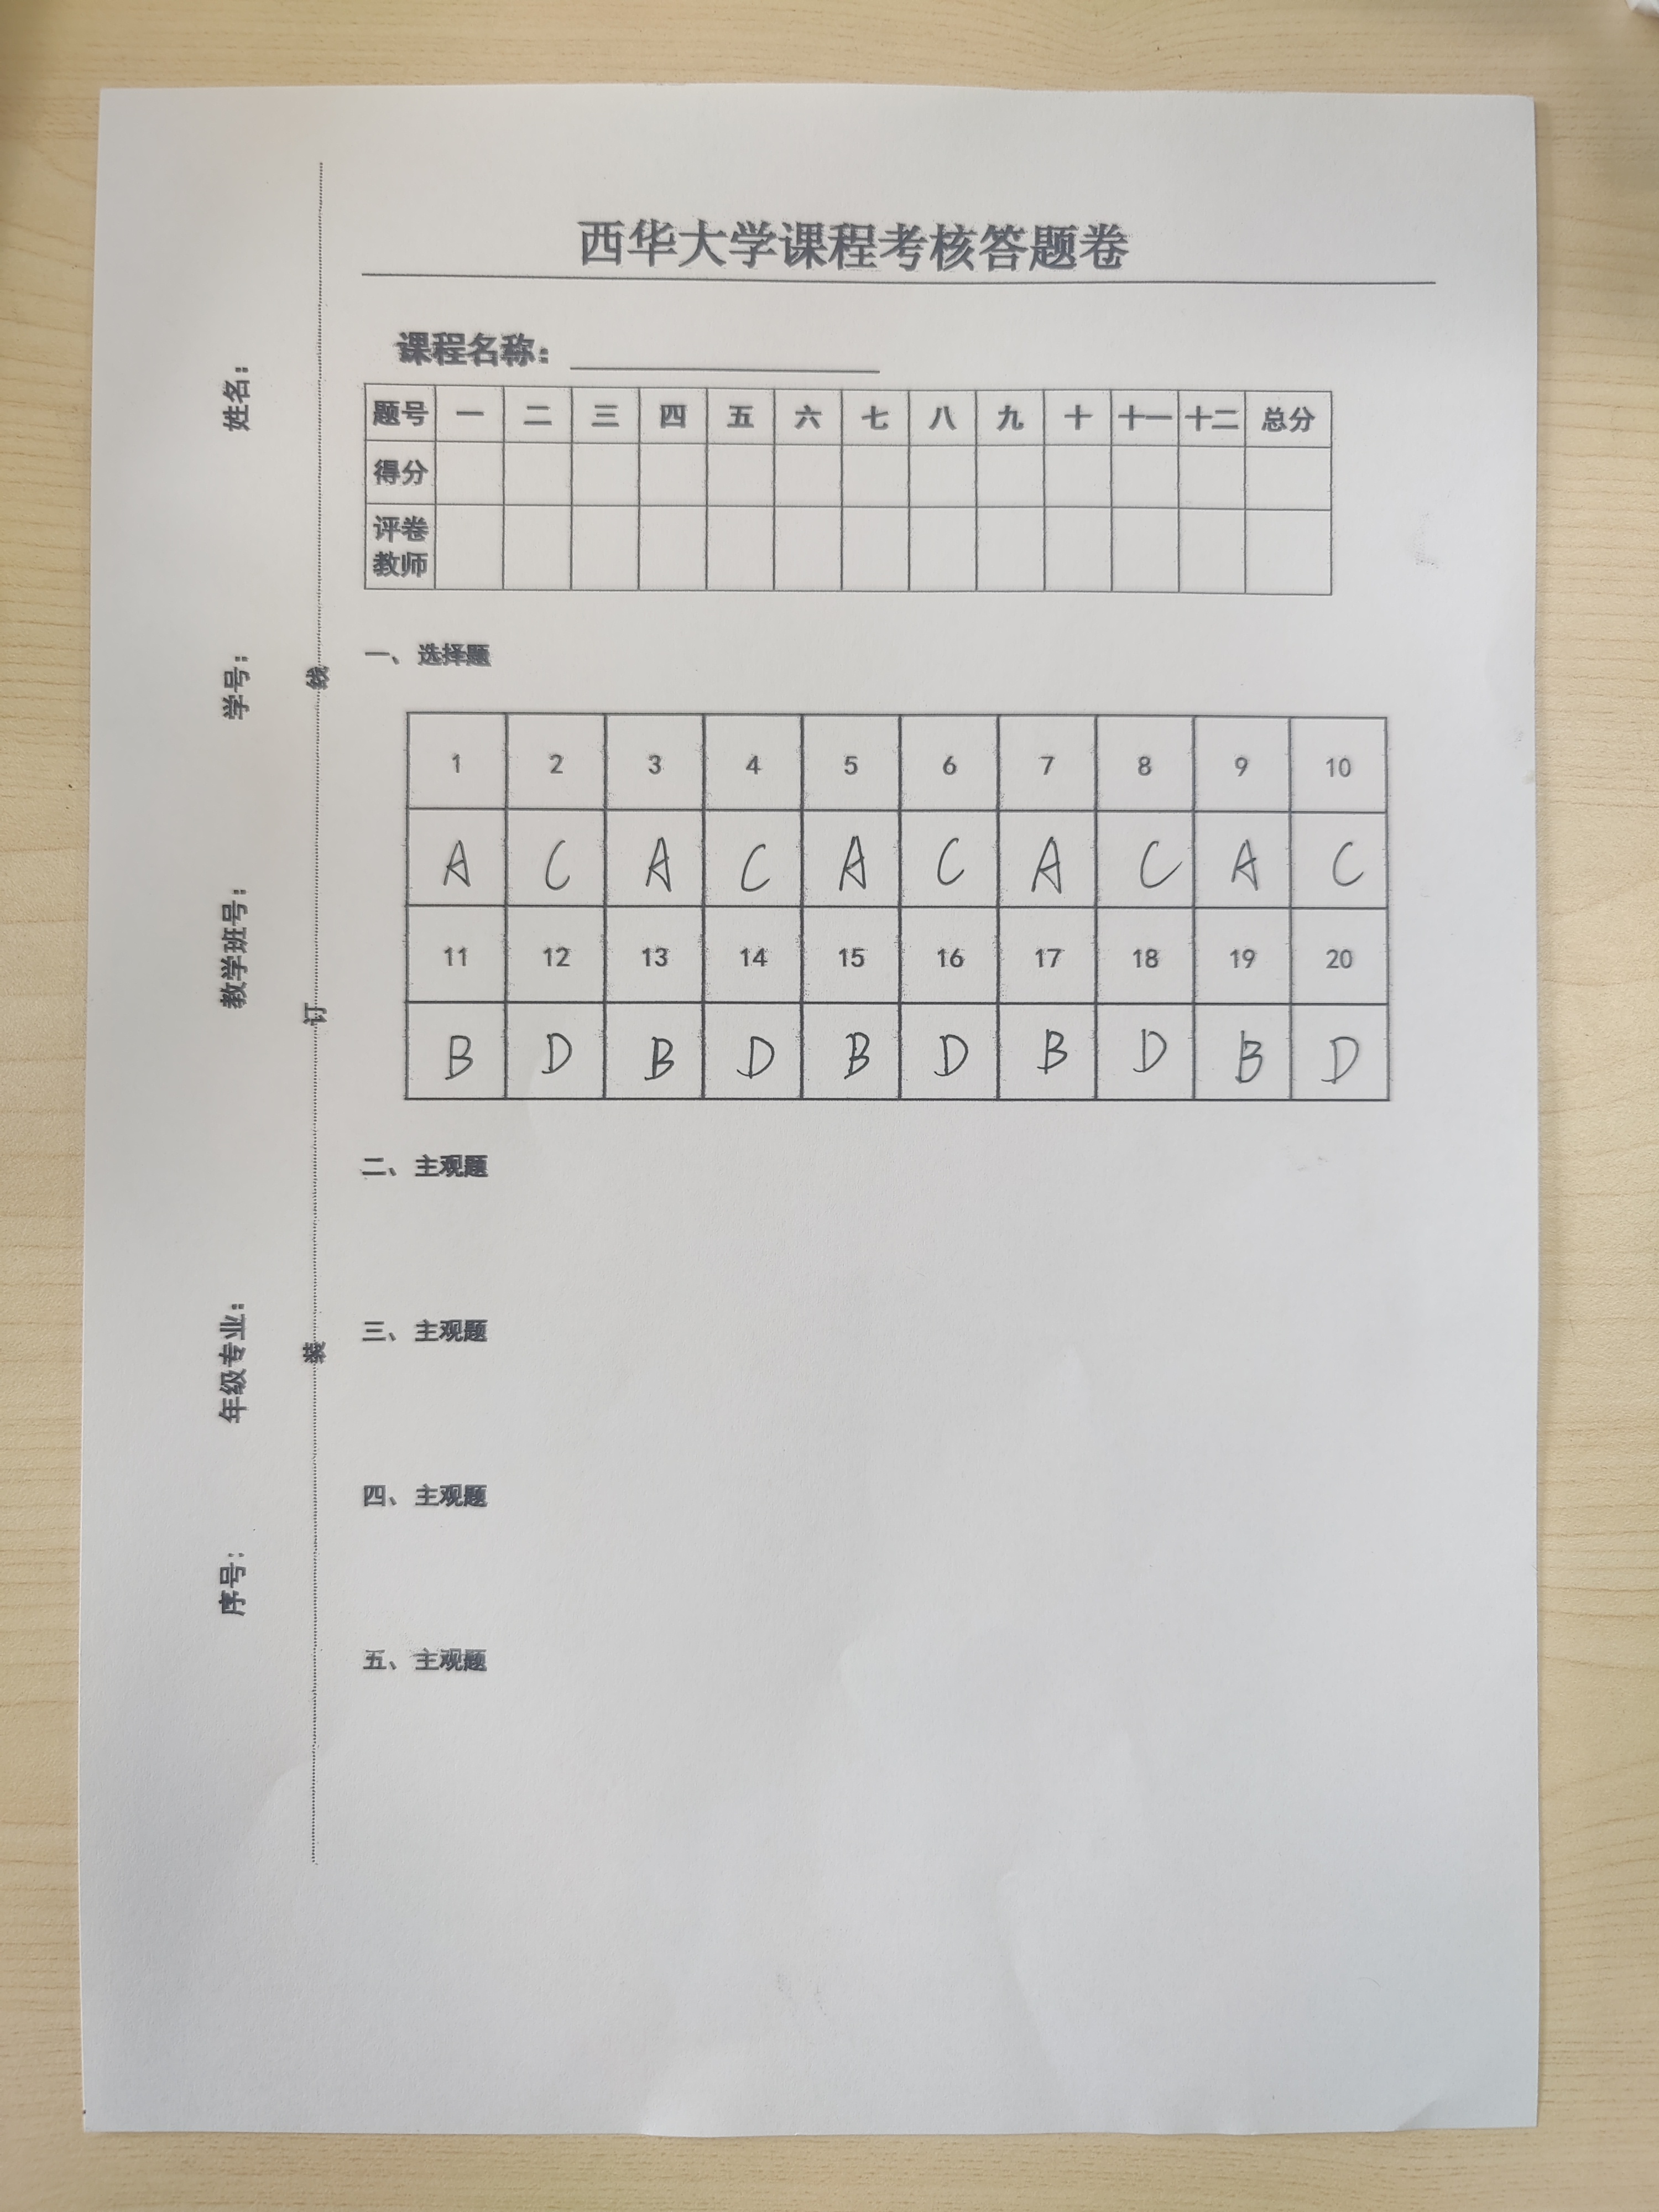 西华大学课程考核答题卷
课程名称：
题号 一 二 三 四 五 六 七 八 九 十 十一 十二 总分
得分
评卷
教师
一、 选择题
1 2 3 4 5 6 7 8 9 10
A C A C A C A C A C
11 12 13 14 15 16 17 18 19 20
B D B D B D B D B D
二、 主观题
三、 主观题
四、 主观题
五、 主观题
序号：
年级专业：
教学班号：
学号：
姓名：
装
订
线